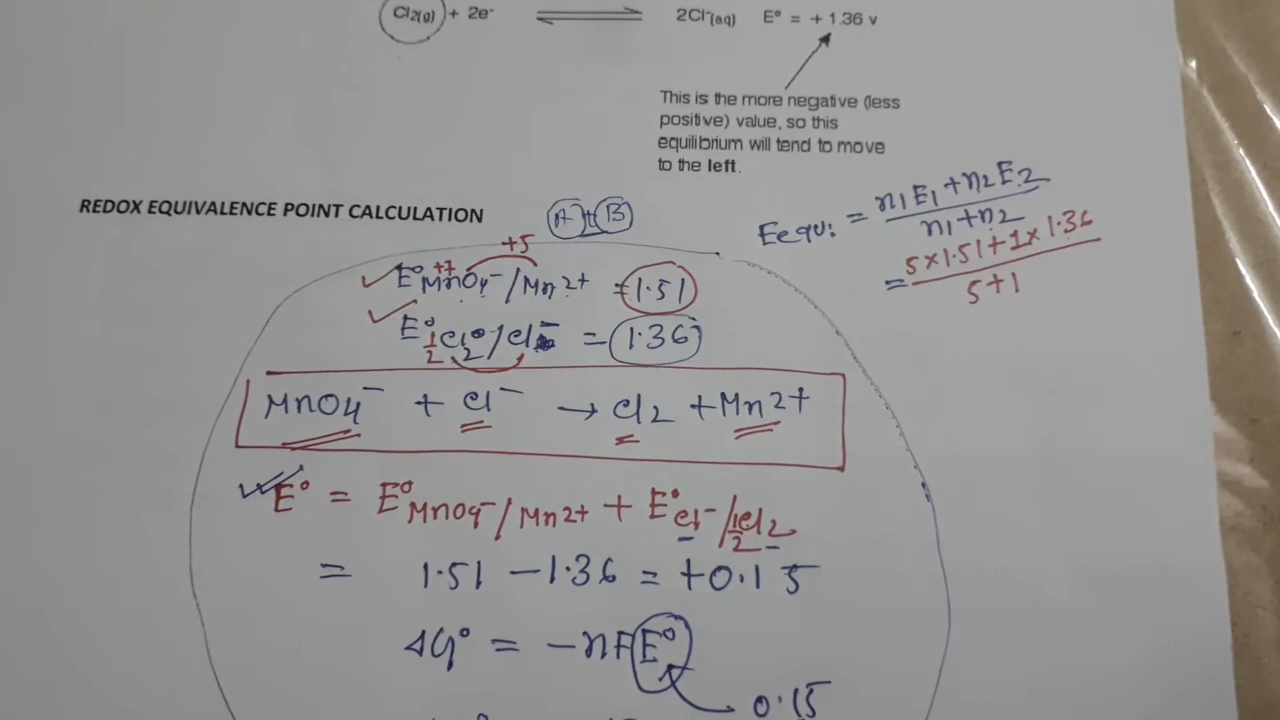 Cl2(g) + 2e- ⇌ 2Cl-(aq) E° = + 1.36 v
This is the more negative (less
positive) value, so this
equilibrium will tend to move
to the left.
REDOX EQUIVALENCE POINT CALCULATION
A + B
Eequi = n1E1 + n2E2 / n1 + n2
= 5 × 1.51 + 1 × 1.36 / 5 + 1
+5
+7
E° MnO4-/Mn2+ = 1.51
E° 1/2 Cl2°/Cl- = 1.36
MnO4- + Cl- → Cl2 + Mn2+
E° = E° MnO4-/Mn2+ + E° Cl-/1/2Cl2
= 1.51 - 1.36 = +0.15
ΔG° = -nFE°
0.15